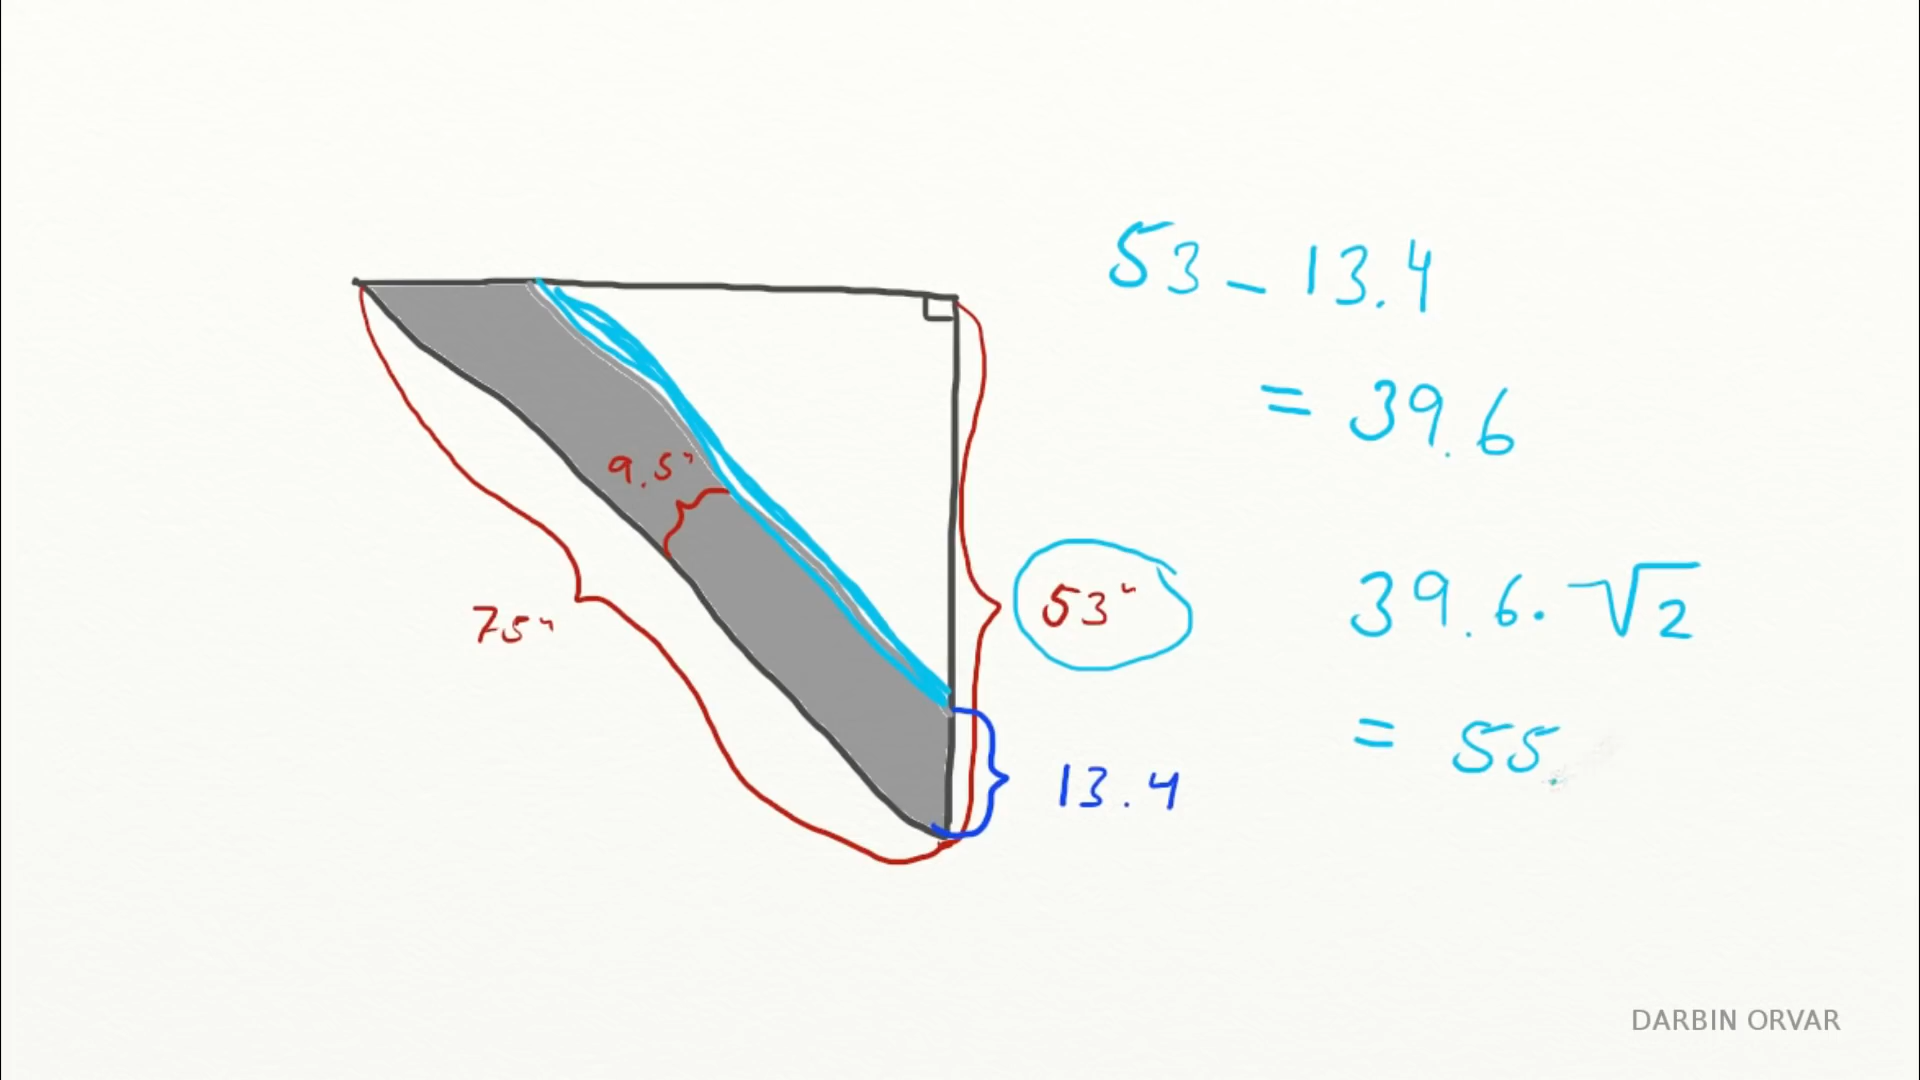 53 - 13.4
= 39.6
9.5"
53"
39.6 · √2
75"
= 55.
13.4
DARBIN ORVAR